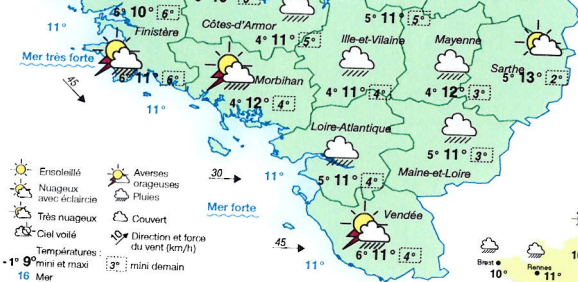 6° 10° 6°
11°
Finistère
Côtes-d'Armor
4° 11° 5°
5° 11° 5°
Ille-et-Vilaine
Mayenne
Mer très forte
45
6° 11° 6°
Morbihan
4° 12° 4°
4° 11° 4°
4° 12° 3°
Sarthe
5° 13° 2°
11°
Loire-Atlantique
5° 11° 4°
5° 11° 3°
Maine-et-Loire
30
11°
Mer forte
Vendée
45
6° 11° 4°
11°
Ensoleillé
Nuageux
avec éclaircie
Très nuageux
Ciel voilé
Averses
orageuses
Pluies
Couvert
Direction et force
du vent (km/h)
Températures :
-1° 9° mini et maxi
3° mini demain
16 Mer
Brest
10°
Rennes
11°